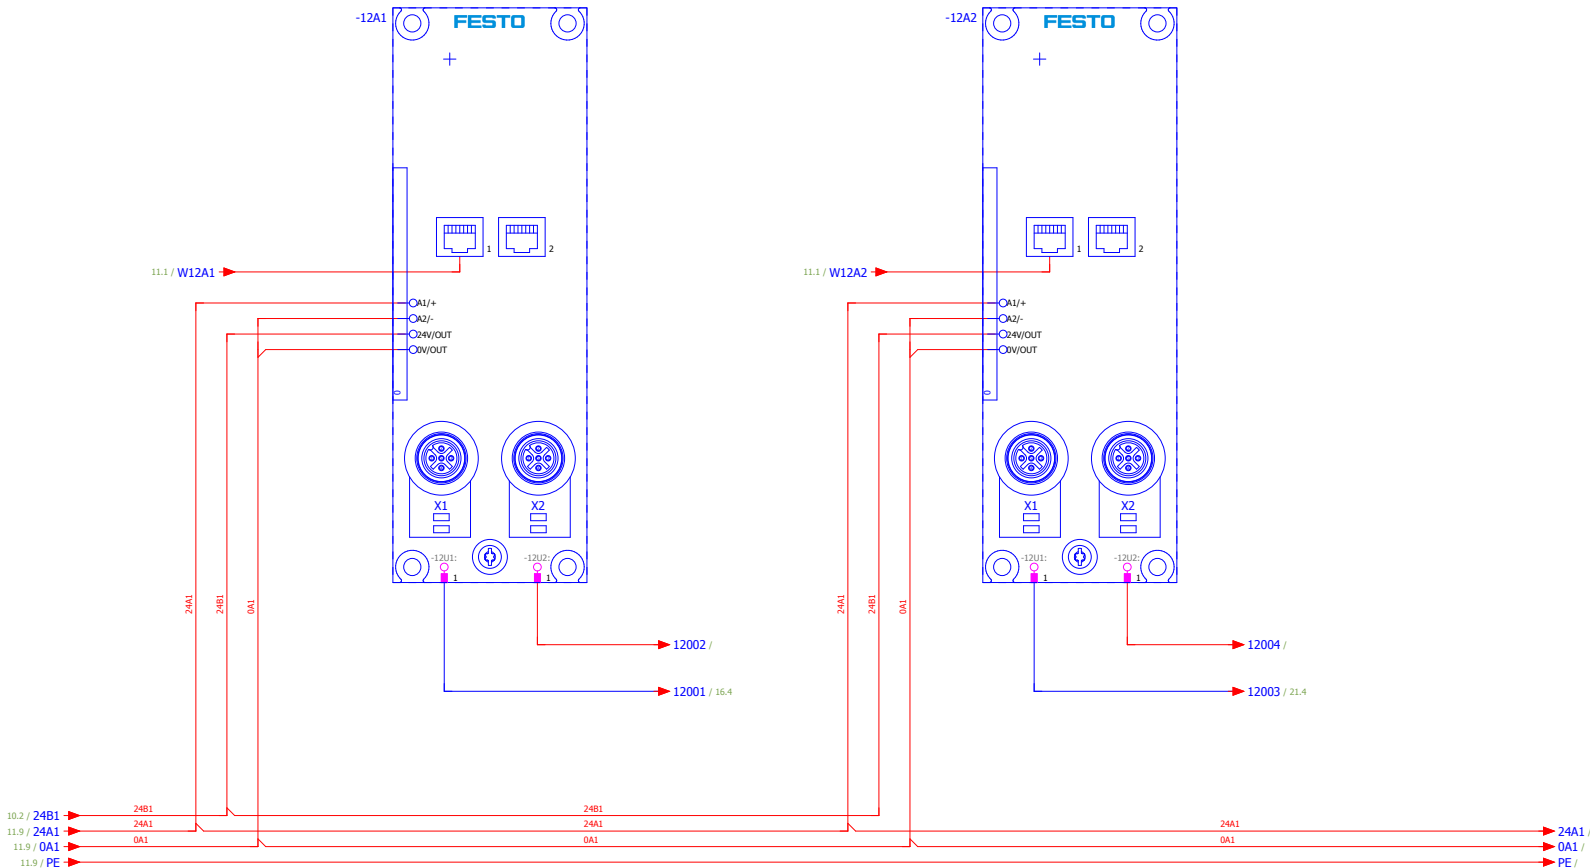 -12A1 FESTO -12A2 FESTO
1 2 1 2
11.1 / W12A1 11.1 / W12A2
A1/+ A1/+
A2/- A2/-
24V/OUT 24V/OUT
0V/OUT 0V/OUT
0 0
X1 X2 X1 X2
-12U1: -12U2: -12U1: -12U2:
1 1 1 1
24A1 24B1 0A1 24A1 24B1 0A1
12002 / 12004 /
12001 / 16.4 12003 / 21.4
10.2 / 24B1 24B1 24B1
11.9 / 24A1 24A1 24A1 24A1 24A1 /
11.9 / 0A1 0A1 0A1 0A1 0A1 /
11.9 / PE PE /